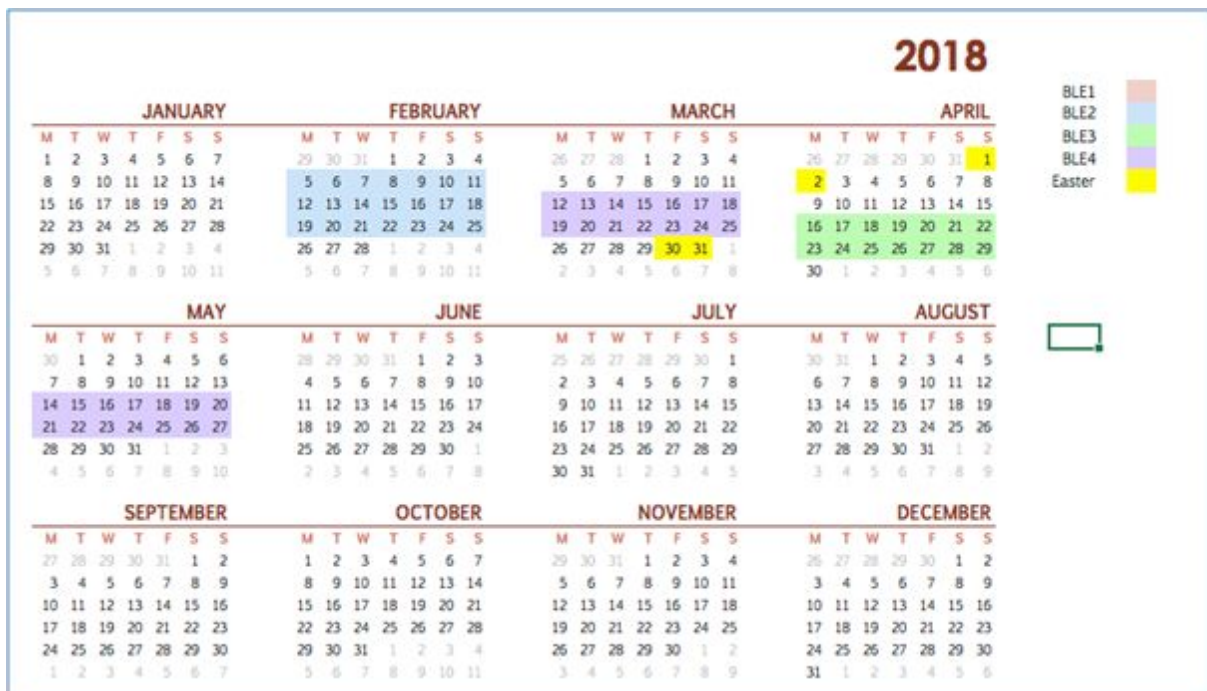 2018
BLE1
BLE2
BLE3
BLE4
Easter
JANUARY FEBRUARY MARCH APRIL
M T W T F S S M T W T F S S M T W T F S S M T W T F S S
1 2 3 4 5 6 7 29 30 31 1 2 3 4 26 27 28 1 2 3 4 26 27 28 29 30 31 1
8 9 10 11 12 13 14 5 6 7 8 9 10 11 5 6 7 8 9 10 11 2 3 4 5 6 7 8
15 16 17 18 19 20 21 12 13 14 15 16 17 18 12 13 14 15 16 17 18 9 10 11 12 13 14 15
22 23 24 25 26 27 28 19 20 21 22 23 24 25 19 20 21 22 23 24 25 16 17 18 19 20 21 22
29 30 31 1 2 3 4 26 27 28 1 2 3 4 26 27 28 29 30 31 1 23 24 25 26 27 28 29
5 6 7 8 9 10 11 5 6 7 8 9 10 11 2 3 4 5 6 7 8 30 1 2 3 4 5 6
MAY JUNE JULY AUGUST
M T W T F S S M T W T F S S M T W T F S S M T W T F S S
30 1 2 3 4 5 6 28 29 30 31 1 2 3 25 26 27 28 29 30 1 30 31 1 2 3 4 5
7 8 9 10 11 12 13 4 5 6 7 8 9 10 2 3 4 5 6 7 8 6 7 8 9 10 11 12
14 15 16 17 18 19 20 11 12 13 14 15 16 17 9 10 11 12 13 14 15 13 14 15 16 17 18 19
21 22 23 24 25 26 27 18 19 20 21 22 23 24 16 17 18 19 20 21 22 20 21 22 23 24 25 26
28 29 30 31 1 2 3 25 26 27 28 29 30 1 23 24 25 26 27 28 29 27 28 29 30 31 1 2
4 5 6 7 8 9 10 2 3 4 5 6 7 8 30 31 1 2 3 4 5 3 4 5 6 7 8 9
SEPTEMBER OCTOBER NOVEMBER DECEMBER
M T W T F S S M T W T F S S M T W T F S S M T W T F S S
27 28 29 30 31 1 2 1 2 3 4 5 6 7 29 30 31 1 2 3 4 26 27 28 29 30 1 2
3 4 5 6 7 8 9 8 9 10 11 12 13 14 5 6 7 8 9 10 11 3 4 5 6 7 8 9
10 11 12 13 14 15 16 15 16 17 18 19 20 21 12 13 14 15 16 17 18 10 11 12 13 14 15 16
17 18 19 20 21 22 23 22 23 24 25 26 27 28 19 20 21 22 23 24 25 17 18 19 20 21 22 23
24 25 26 27 28 29 30 29 30 31 1 2 3 4 26 27 28 29 30 1 2 24 25 26 27 28 29 30
1 2 3 4 5 6 7 5 6 7 8 9 10 11 3 4 5 6 7 8 9 31 1 2 3 4 5 6